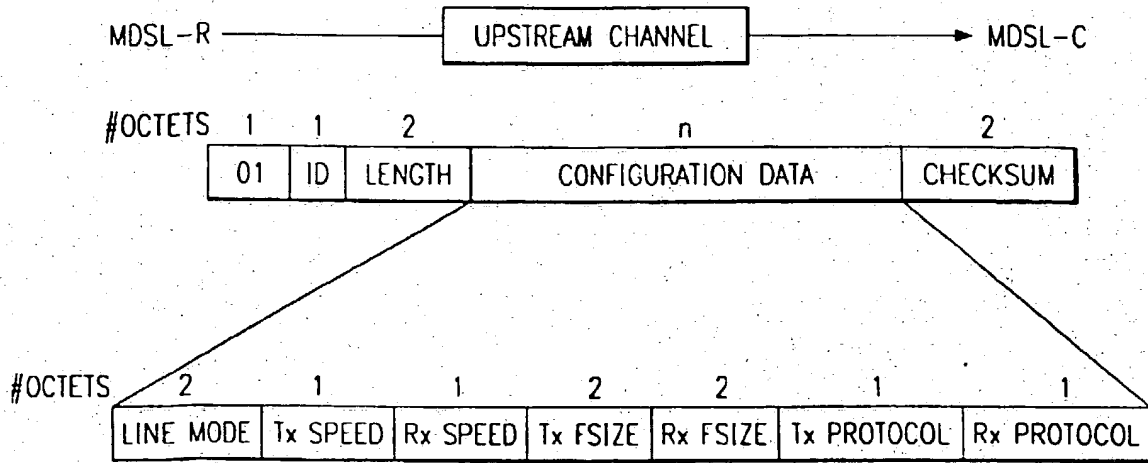 MDSL-R UPSTREAM CHANNEL MDSL-C
#OCTETS 1 1 2 n 2
01 ID LENGTH CONFIGURATION DATA CHECKSUM
#OCTETS 2 1 1 2 2 1 1
LINE MODE Tx SPEED Rx SPEED Tx FSIZE Rx FSIZE Tx PROTOCOL Rx PROTOCOL